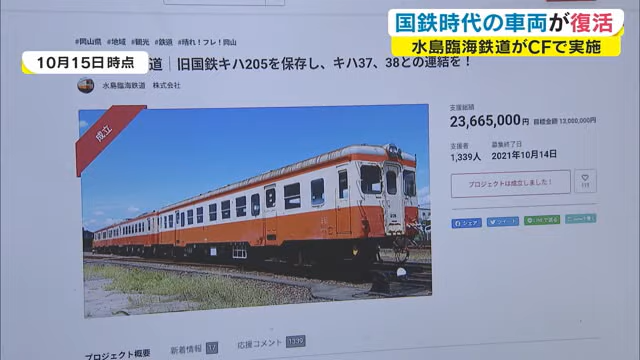 国鉄時代の車両が復活
水島臨海鉄道がCFで実施
10月15日時点
#岡山県 #地域 #観光 #鉄道 #晴れ!フレ!岡山
道｜旧国鉄キハ205を保存し、キハ37、38との連結を!
水島臨海鉄道 株式会社
成立
支援総額
23,665,000円 目標金額 13,000,000円
支援者
1,339人
募集終了日
2021年10月14日
プロジェクトは成立しました!
シェア
ツイート
LINEで送る
プロジェクト概要
新着情報 17
応援コメント 1339